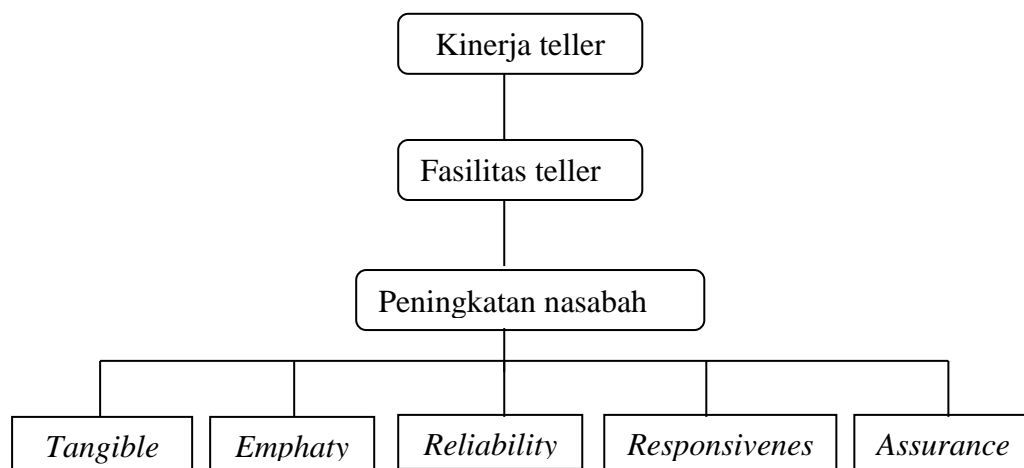 Kinerja teller
Fasilitas teller
Peningkatan nasabah
Tangible
Emphaty
Reliability
Responsivenes
Assurance